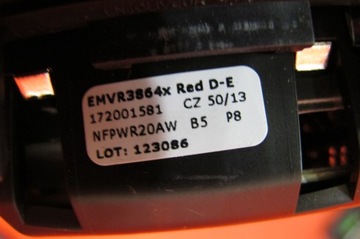 EMVR3864x Red D-E
172001581 CZ 50/13
NFPWR20AW B5 P8
LOT: 123086